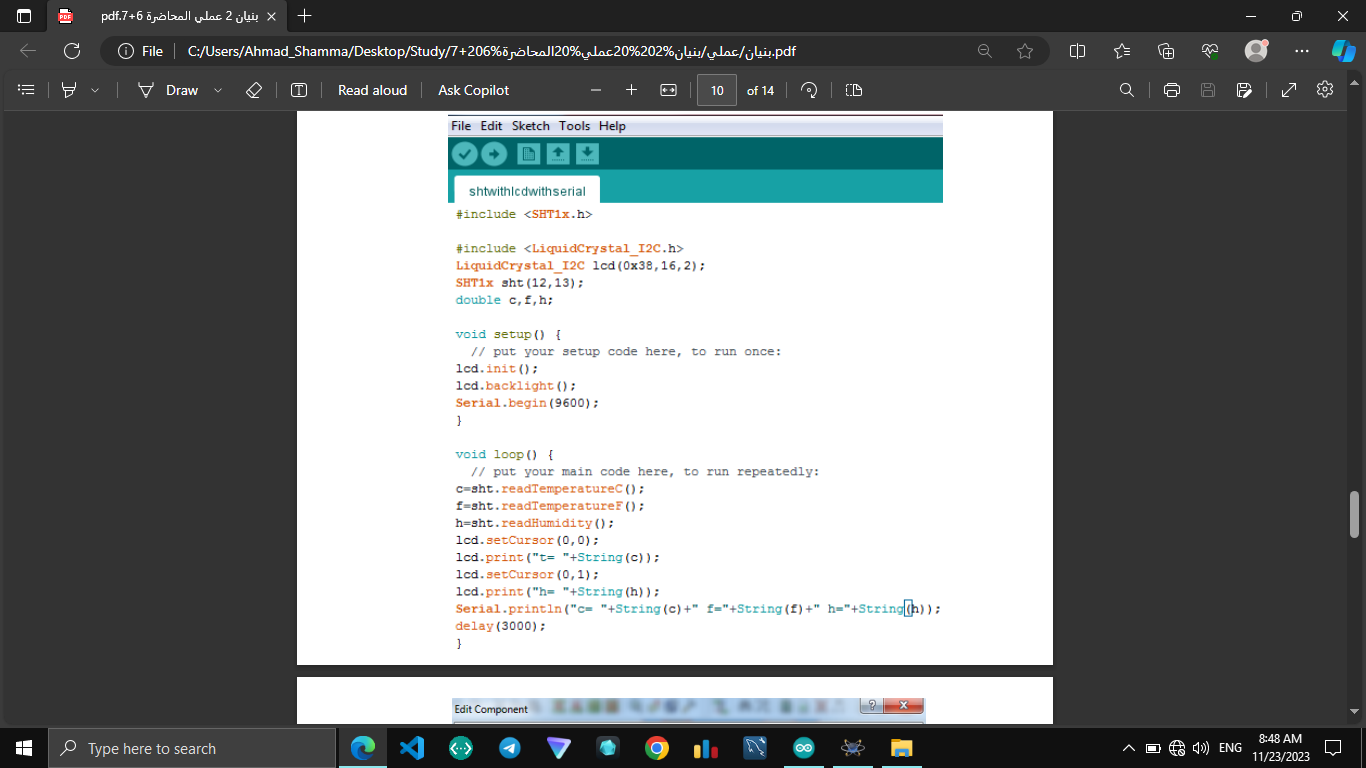 بنيان 2 عملي المحاضرة 6+7.pdf
File C:/Users/Ahmad_Shamma/Desktop/Study/بنيان/عملي/بنيان%202%20عملي%20المحاضرة%206+7.pdf
Draw Read aloud Ask Copilot 10 of 14
File Edit Sketch Tools Help
shtwithlcdwithserial
#include <SHT1x.h>
#include <LiquidCrystal_I2C.h>
LiquidCrystal_I2C lcd(0x38,16,2);
SHT1x sht(12,13);
double c,f,h;
void setup() {
// put your setup code here, to run once:
lcd.init();
lcd.backlight();
Serial.begin(9600);
}
void loop() {
// put your main code here, to run repeatedly:
c=sht.readTemperatureC();
f=sht.readTemperatureF();
h=sht.readHumidity();
lcd.setCursor(0,0);
lcd.print("t= "+String(c));
lcd.setCursor(0,1);
lcd.print("h= "+String(h));
Serial.println("c= "+String(c)+" f="+String(f)+" h="+String(h));
delay(3000);
}
Edit Component
Type here to search
ENG
8:48 AM
11/23/2023